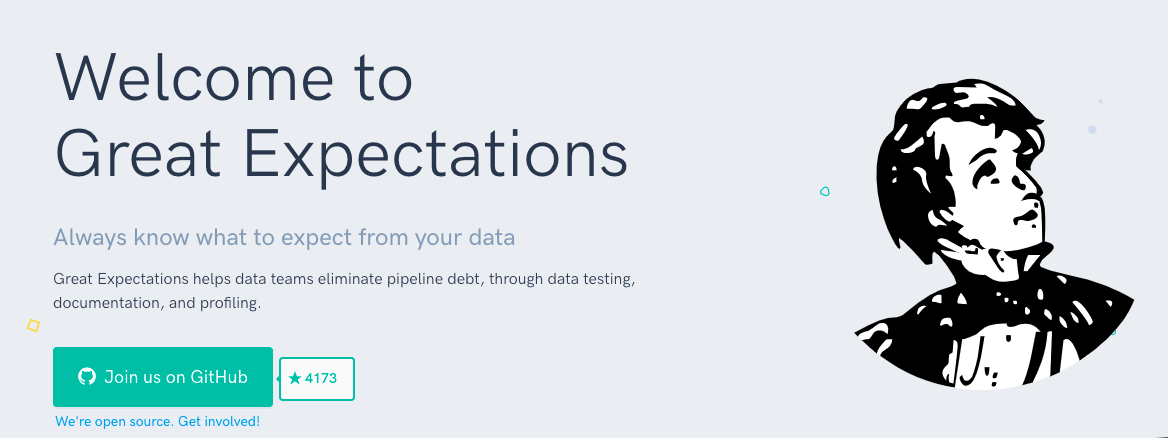 Welcome to
Great Expectations
Always know what to expect from your data
Great Expectations helps data teams eliminate pipeline debt, through data testing,
documentation, and profiling.
Join us on GitHub
4173
We're open source. Get involved!